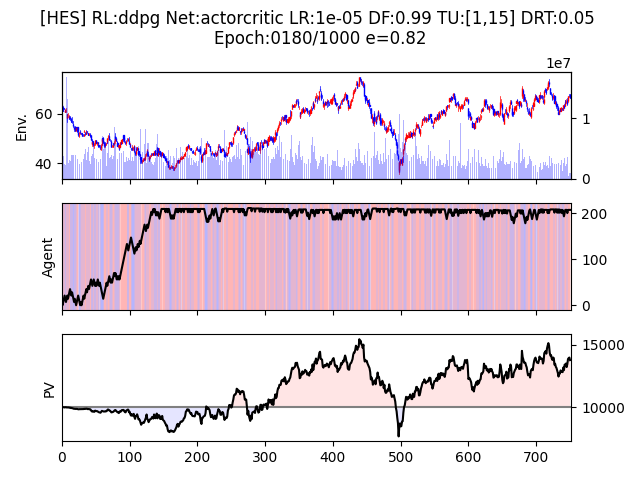 [HES] RL:ddpg Net:actorcritic LR:1e-05 DF:0.99 TU:[1,15] DRT:0.05
Epoch:0180/1000 e=0.82
1e7
Env.
60
40
1
0
Agent
200
100
0
PV
15000
10000
0
100
200
300
400
500
600
700